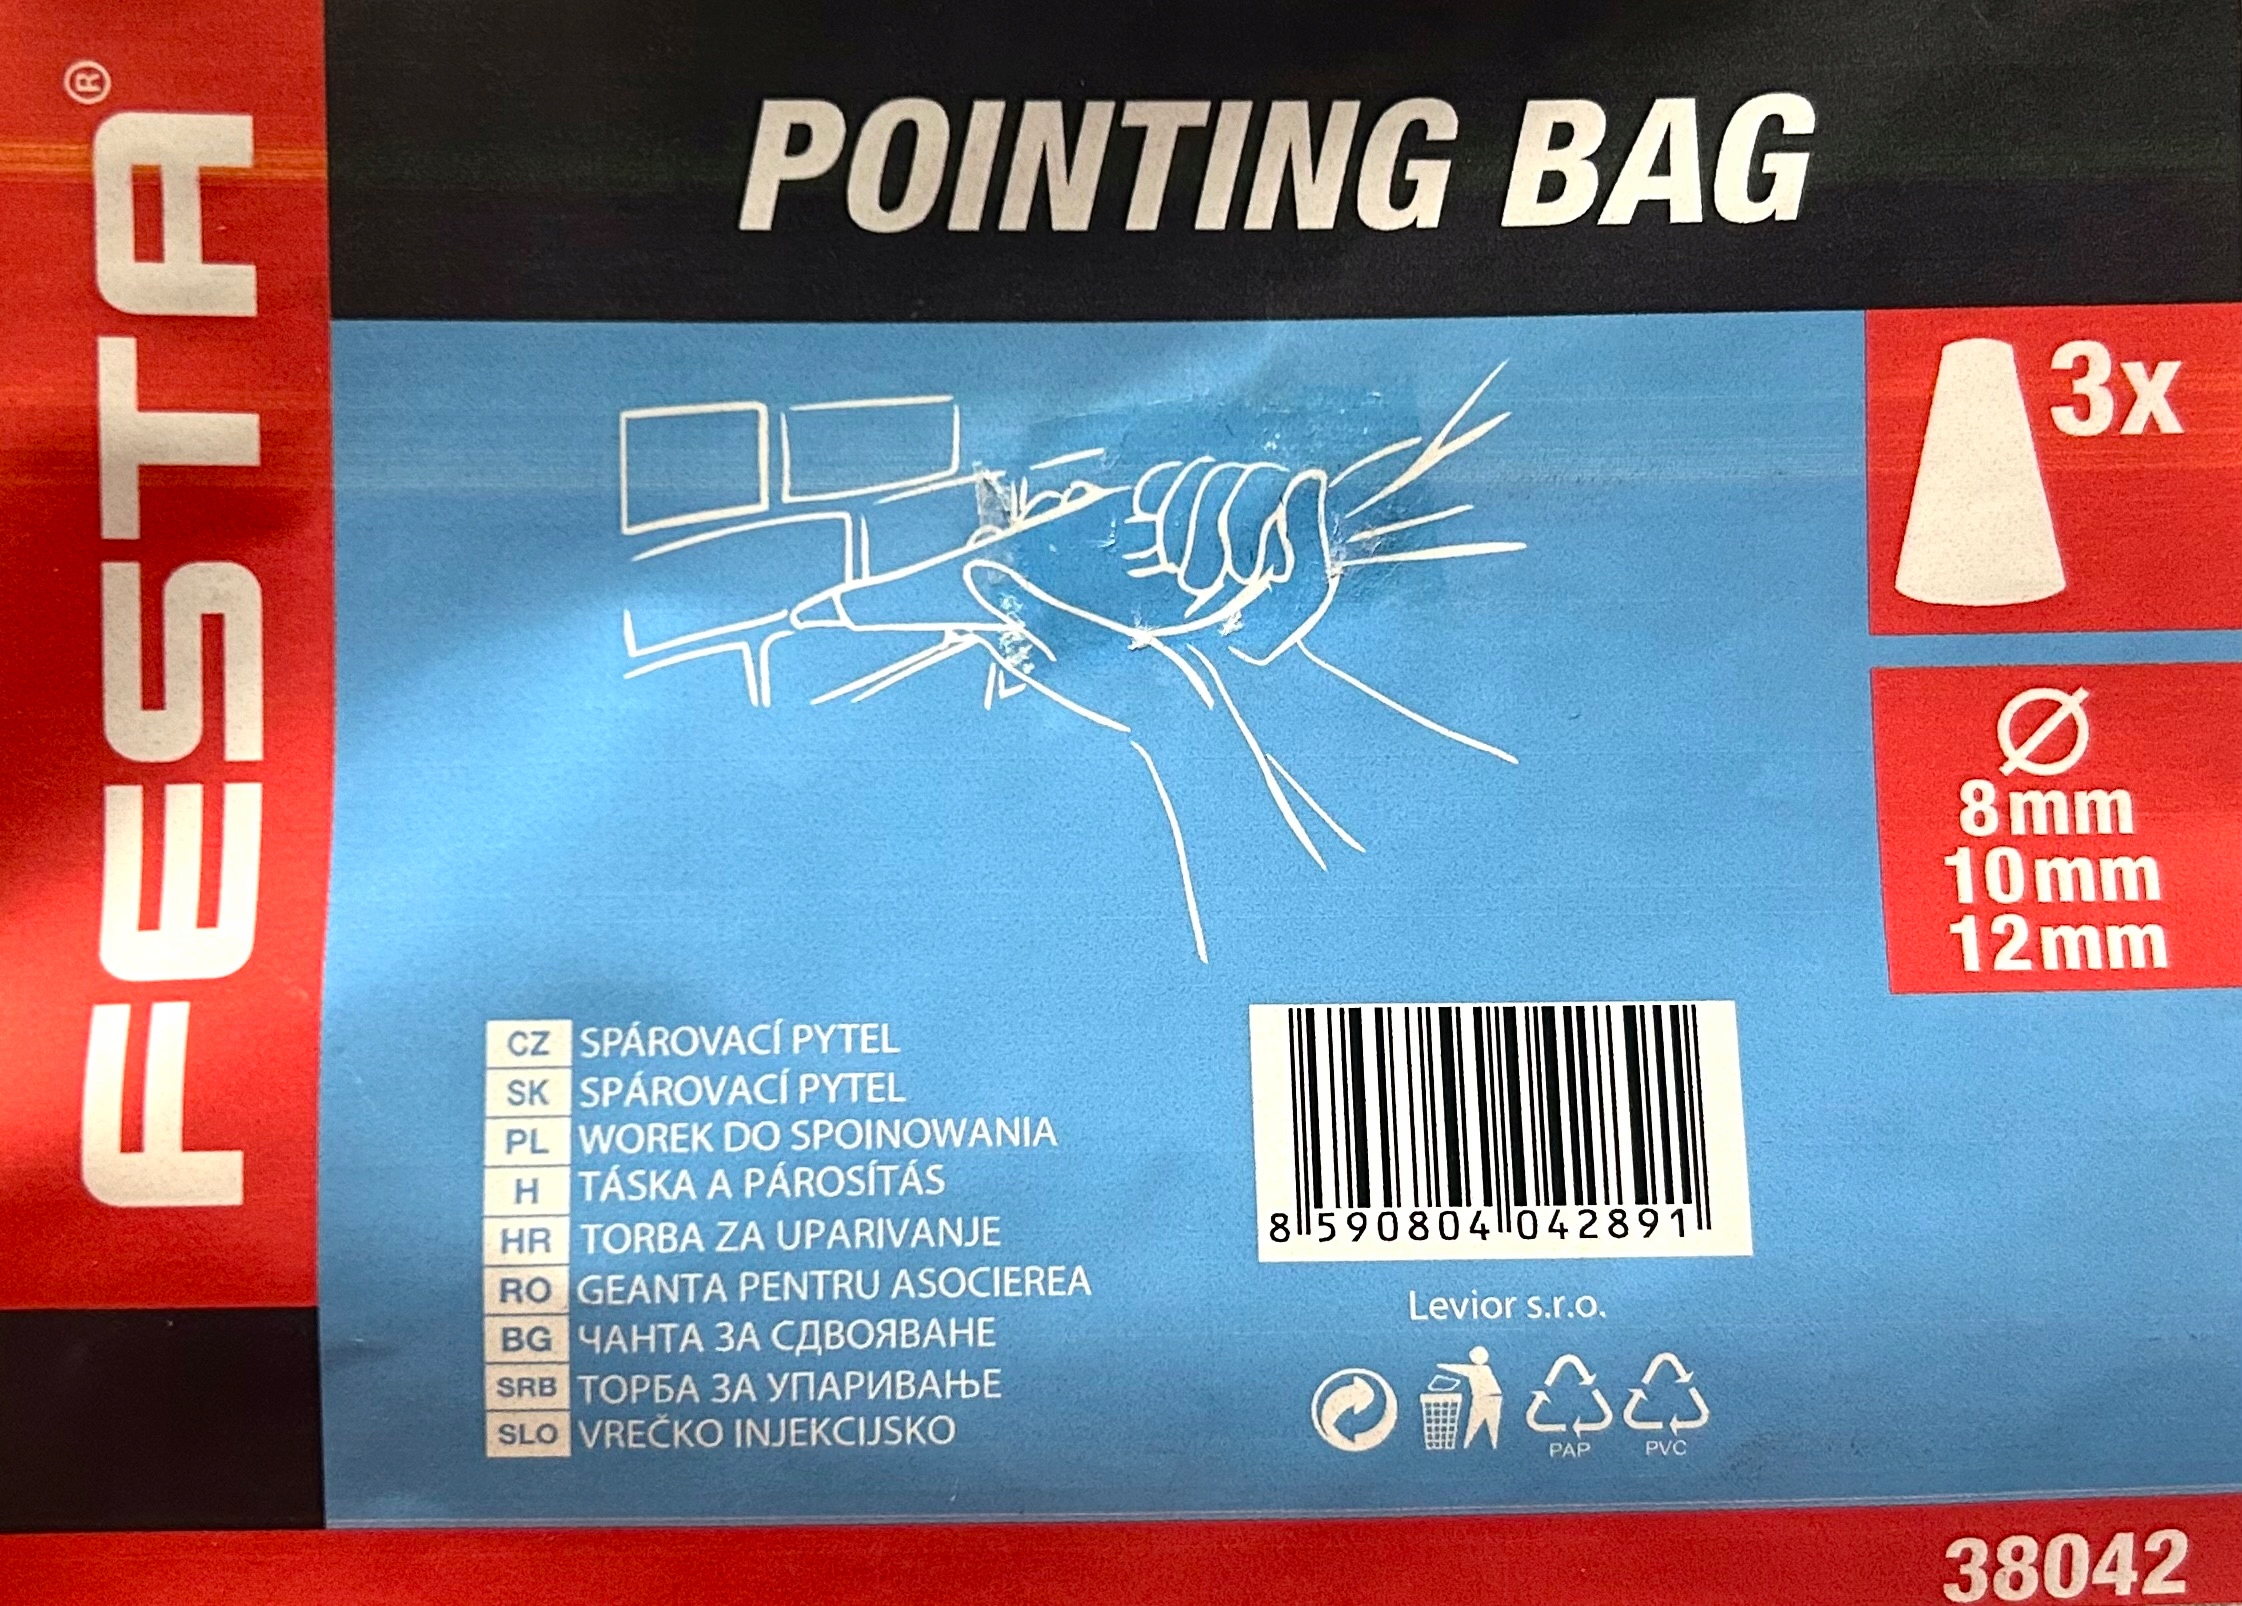 FESTA®
POINTING BAG
3x
Ø
8mm
10mm
12mm
CZ SPÁROVACÍ PYTEL
SK SPÁROVACÍ PYTEL
PL WOREK DO SPOINOWANIA
H TÁSKA A PÁROSÍTÁS
HR TORBA ZA UPARIVANJE
RO GEANTA PENTRU ASOCIEREA
BG ЧАНТА ЗА СДВОЯВАНЕ
SRB ТОРБА ЗА УПАРИВАЊЕ
SLO VREČKO INJEKCIJSKO
8 590804 042891
Levior s.r.o.
PAP PVC
38042